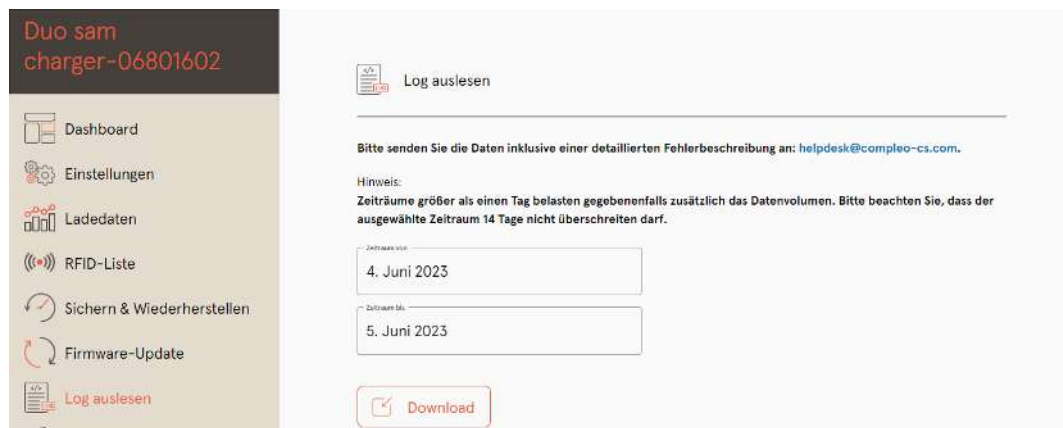 Duo sam
charger-06801602
Dashboard
Einstellungen
Ladedaten
RFID-Liste
Sichern & Wiederherstellen
Firmware-Update
Log auslesen
Log auslesen
Bitte senden Sie die Daten inklusive einer detaillierten Fehlerbeschreibung an: helpdesk@compleo-cs.com.
Hinweis:
Zeiträume größer als einen Tag belasten gegebenenfalls zusätzlich das Datenvolumen. Bitte beachten Sie, dass der
ausgewählte Zeitraum 14 Tage nicht überschreiten darf.
Zeitraum von
4. Juni 2023
Zeitraum bis
5. Juni 2023
Download